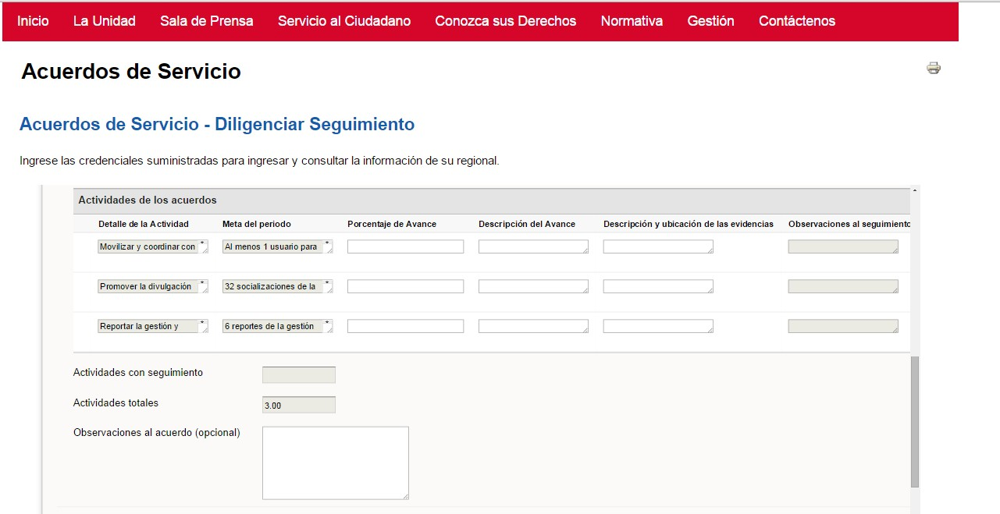 Inicio La Unidad Sala de Prensa Servicio al Ciudadano Conozca sus Derechos Normativa Gestión Contáctenos
Acuerdos de Servicio
Acuerdos de Servicio - Diligenciar Seguimiento
Ingrese las credenciales suministradas para ingresar y consultar la información de su regional.
Actividades de los acuerdos
Detalle de la Actividad Meta del periodo Porcentaje de Avance Descripción del Avance Descripción y ubicación de las evidencias Observaciones al seguimiento
Movilizar y coordinar con Al menos 1 usuario para
Promover la divulgación 32 socializaciones de la
Reportar la gestión y 6 reportes de la gestión
Actividades con seguimiento
Actividades totales 3.00
Observaciones al acuerdo (opcional)